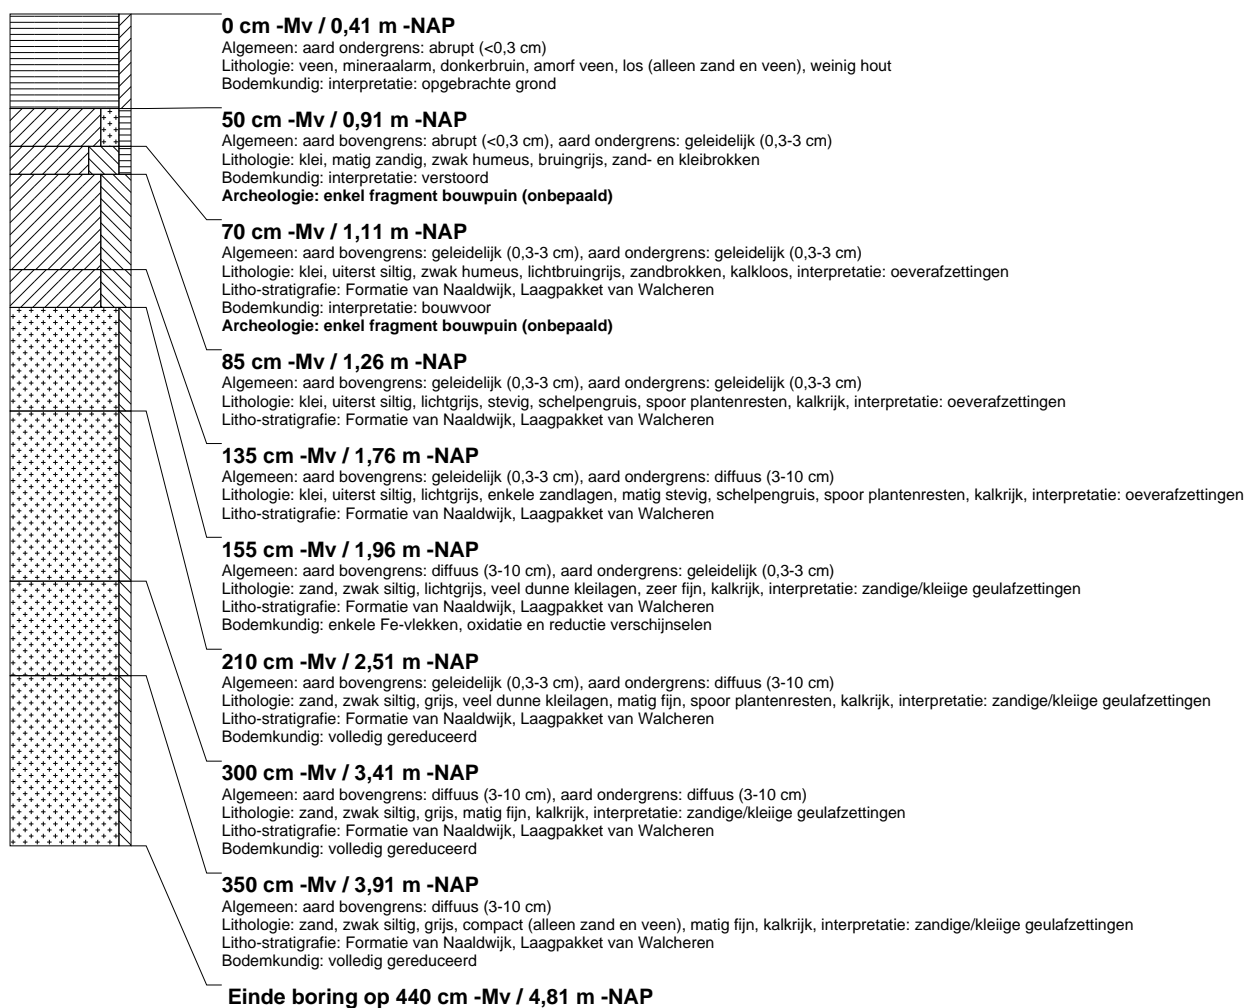 0 cm -Mv / 0,41 m -NAP
Algemeen: aard ondergrens: abrupt (<0,3 cm)
Lithologie: veen, mineraalarm, donkerbruin, amorf veen, los (alleen zand en veen), weinig hout
Bodemkundig: interpretatie: opgebrachte grond
50 cm -Mv / 0,91 m -NAP
Algemeen: aard bovengrens: abrupt (<0,3 cm), aard ondergrens: geleidelijk (0,3-3 cm)
Lithologie: klei, matig zandig, zwak humeus, bruingrijs, zand- en kleibrokken
Bodemkundig: interpretatie: verstoord
Archeologie: enkel fragment bouwpuin (onbepaald)
70 cm -Mv / 1,11 m -NAP
Algemeen: aard bovengrens: geleidelijk (0,3-3 cm), aard ondergrens: geleidelijk (0,3-3 cm)
Lithologie: klei, uiterst siltig, zwak humeus, lichtbruingrijs, zandbrokken, kalkloos, interpretatie: oeverafzettingen
Litho-stratigrafie: Formatie van Naaldwijk, Laagpakket van Walcheren
Bodemkundig: interpretatie: bouwvoor
Archeologie: enkel fragment bouwpuin (onbepaald)
85 cm -Mv / 1,26 m -NAP
Algemeen: aard bovengrens: geleidelijk (0,3-3 cm), aard ondergrens: geleidelijk (0,3-3 cm)
Lithologie: klei, uiterst siltig, lichtgrijs, stevig, schelpengruis, spoor plantenresten, kalkrijk, interpretatie: oeverafzettingen
Litho-stratigrafie: Formatie van Naaldwijk, Laagpakket van Walcheren
135 cm -Mv / 1,76 m -NAP
Algemeen: aard bovengrens: geleidelijk (0,3-3 cm), aard ondergrens: diffuus (3-10 cm)
Lithologie: klei, uiterst siltig, lichtgrijs, enkele zandlagen, matig stevig, schelpengruis, spoor plantenresten, kalkrijk, interpretatie: oeverafzettingen
Litho-stratigrafie: Formatie van Naaldwijk, Laagpakket van Walcheren
155 cm -Mv / 1,96 m -NAP
Algemeen: aard bovengrens: diffuus (3-10 cm), aard ondergrens: geleidelijk (0,3-3 cm)
Lithologie: zand, zwak siltig, lichtgrijs, veel dunne kleilagen, zeer fijn, kalkrijk, interpretatie: zandige/kleiige geulafzettingen
Litho-stratigrafie: Formatie van Naaldwijk, Laagpakket van Walcheren
Bodemkundig: enkele Fe-vlekken, oxidatie en reductie verschijnselen
210 cm -Mv / 2,51 m -NAP
Algemeen: aard bovengrens: geleidelijk (0,3-3 cm), aard ondergrens: diffuus (3-10 cm)
Lithologie: zand, zwak siltig, grijs, veel dunne kleilagen, matig fijn, spoor plantenresten, kalkrijk, interpretatie: zandige/kleiige geulafzettingen
Litho-stratigrafie: Formatie van Naaldwijk, Laagpakket van Walcheren
Bodemkundig: volledig gereduceerd
300 cm -Mv / 3,41 m -NAP
Algemeen: aard bovengrens: diffuus (3-10 cm), aard ondergrens: diffuus (3-10 cm)
Lithologie: zand, zwak siltig, grijs, matig fijn, kalkrijk, interpretatie: zandige/kleiige geulafzettingen
Litho-stratigrafie: Formatie van Naaldwijk, Laagpakket van Walcheren
Bodemkundig: volledig gereduceerd
350 cm -Mv / 3,91 m -NAP
Algemeen: aard bovengrens: diffuus (3-10 cm)
Lithologie: zand, zwak siltig, grijs, compact (alleen zand en veen), matig fijn, kalkrijk, interpretatie: zandige/kleiige geulafzettingen
Litho-stratigrafie: Formatie van Naaldwijk, Laagpakket van Walcheren
Bodemkundig: volledig gereduceerd
Einde boring op 440 cm -Mv / 4,81 m -NAP